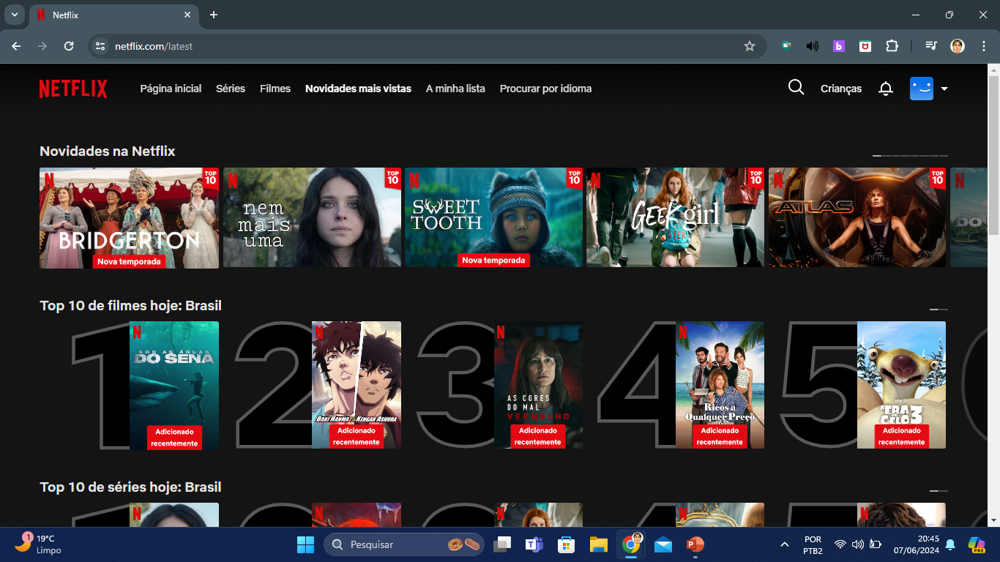 Netflix
netflix.com/latest
NETFLIX
Página inicial
Séries
Filmes
Novidades mais vistas
A minha lista
Procurar por idioma
Crianças
Novidades na Netflix
TOP
10
BRIDGERTON
Nova temporada
TOP
10
nem
mais
uma
TOP
10
SWEET
TOOTH
Nova temporada
TOP
10
GEEK girl
GEEK
TOP
10
ATLAS
DO S
Top 10 de filmes hoje: Brasil
1
SOB AS ÁGUAS
DO SENA
Adicionado
recentemente
2
BAKI HANMA VS KENGAN ASHURA
Adicionado
recentemente
3
AS CORES
DO MAL
VERMELHO
Adicionado
recentemente
4
Ricos a
Qualquer Preço
Adicionado
recentemente
5
A ERA
DO GELO 3
Adicionado
recentemente
Top 10 de séries hoje: Brasil
1
19°C
Limpo
Pesquisar
POR
PTB2
20:45
07/06/2024
PRE